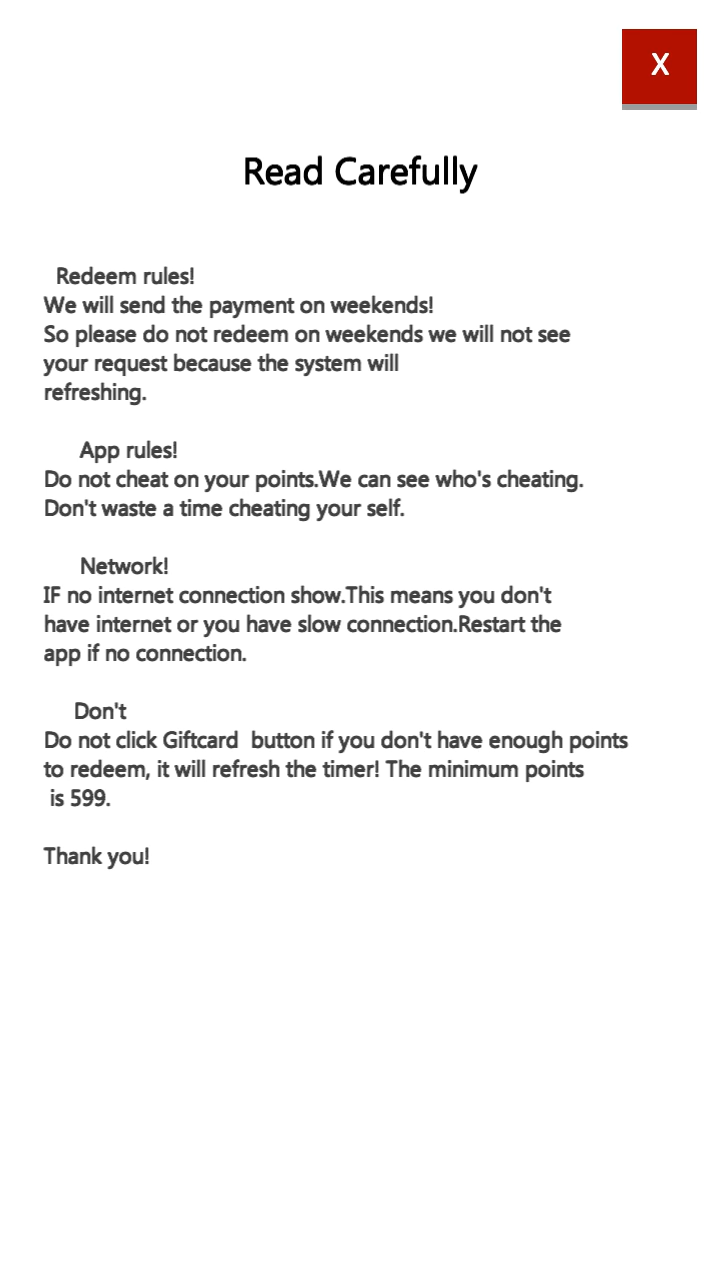 X
Read Carefully
Redeem rules!
We will send the payment on weekends!
So please do not redeem on weekends we will not see
your request because the system will
refreshing.
App rules!
Do not cheat on your points.We can see who's cheating.
Don't waste a time cheating your self.
Network!
IF no internet connection show.This means you don't
have internet or you have slow connection.Restart the
app if no connection.
Don't
Do not click Giftcard  button if you don't have enough points
to redeem, it will refresh the timer! The minimum points
is 599.
Thank you!